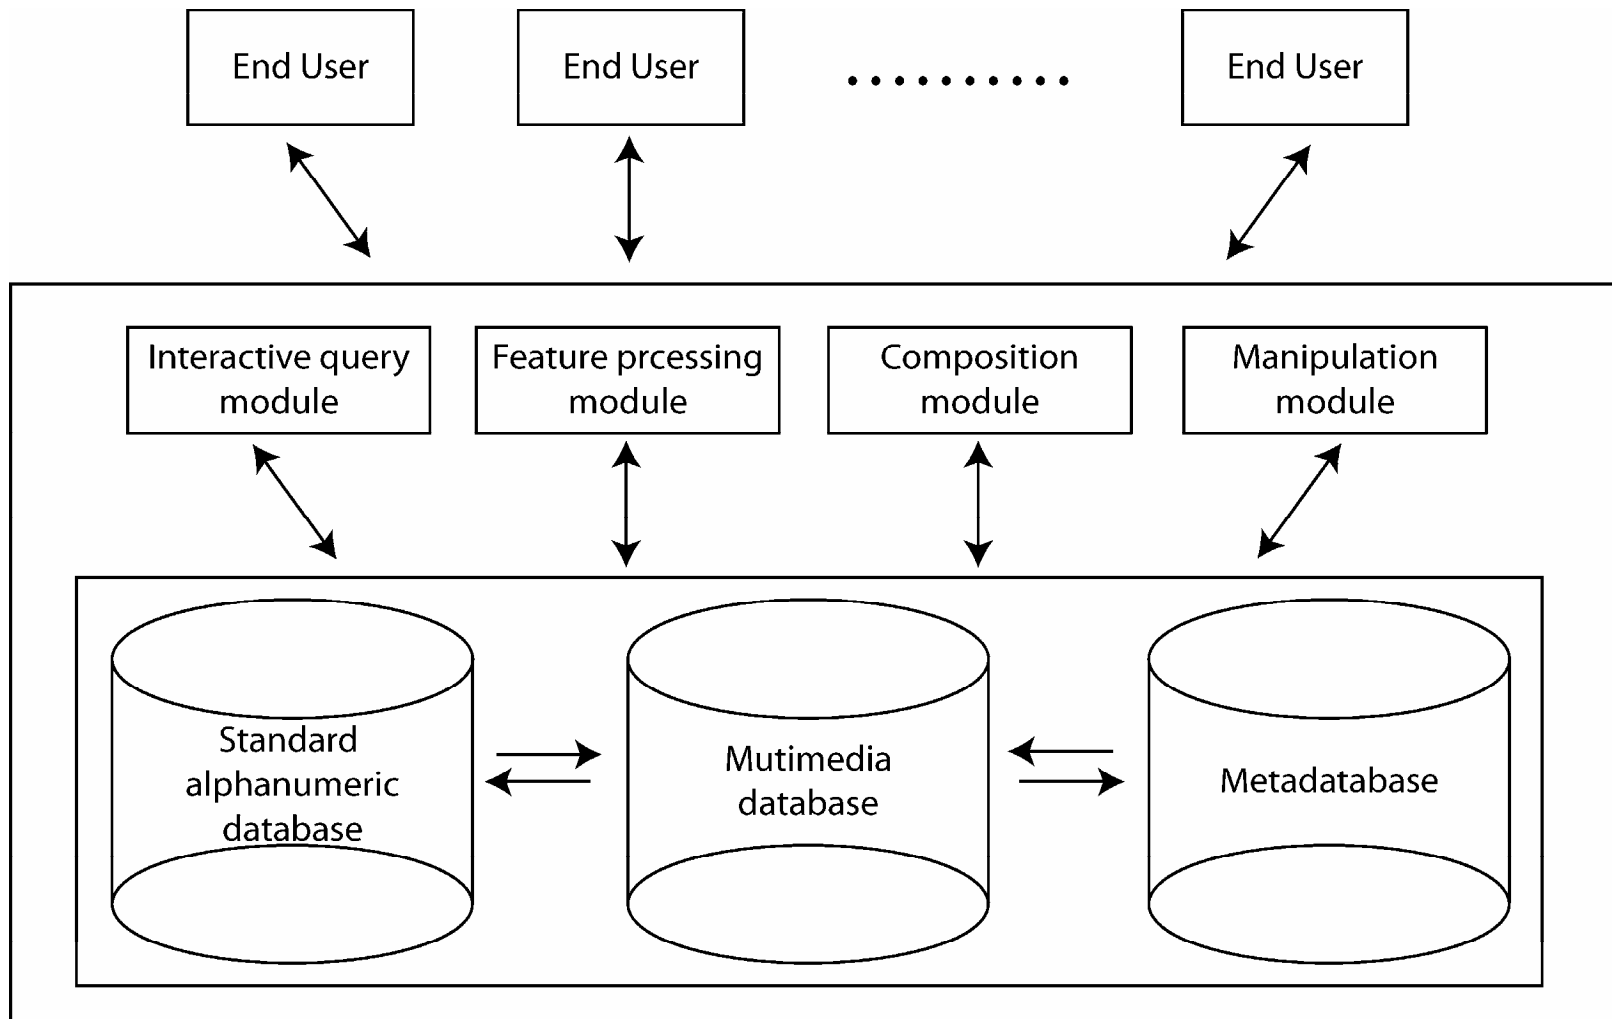 End User
End User
End User
Interactive query
module
Feature prcessing
module
Composition
module
Manipulation
module
Standard
alphanumeric
database
Mutimedia
database
Metadatabase